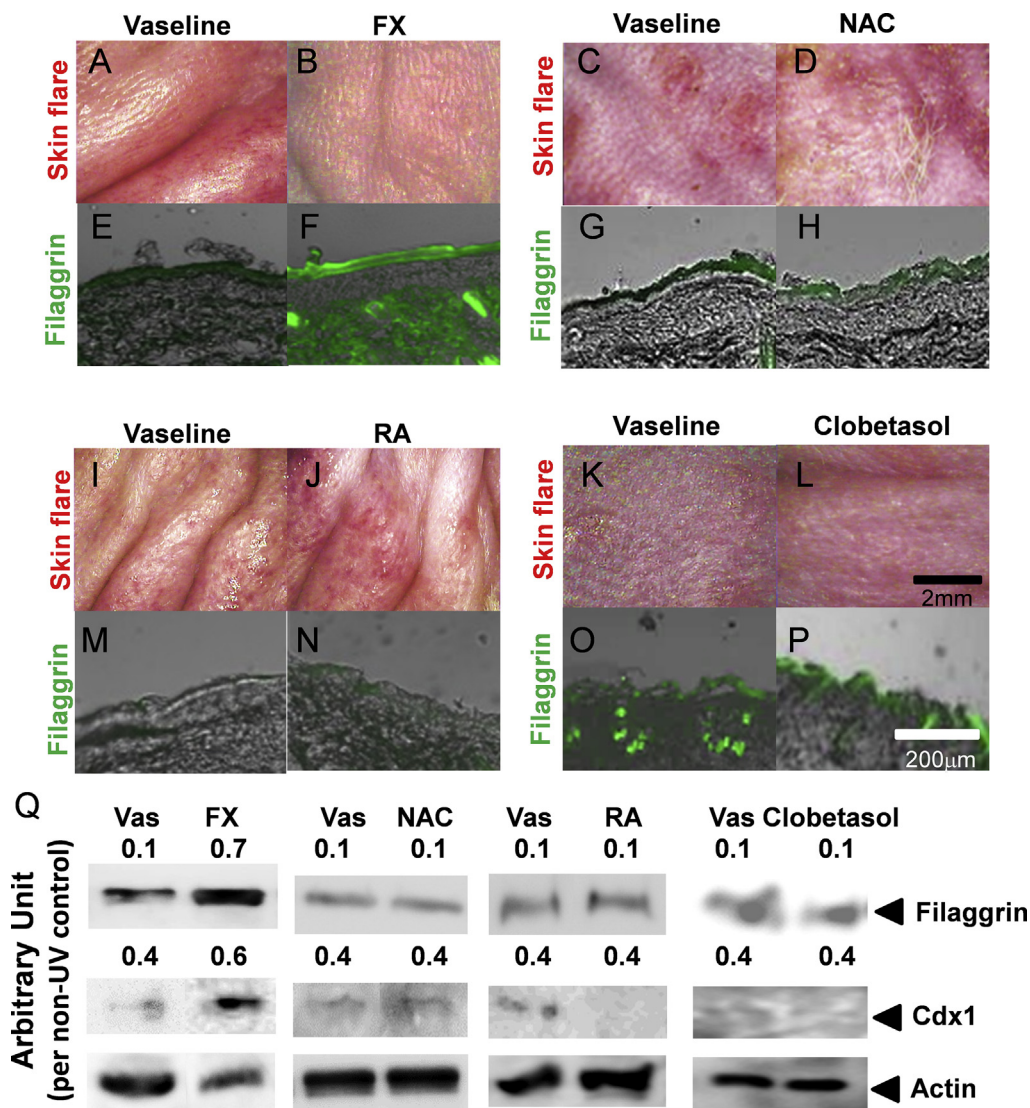 Vaseline FX
Skin flare A B
Filaggrin E F
Vaseline NAC
Skin flare C D
Filaggrin G H
Vaseline RA
Skin flare I J
Filaggrin M N
Vaseline Clobetasol
Skin flare K L
2mm
Filaggrin O P
200μm
Q
Arbitrary Unit
(per non-UV control)
Vas FX Vas NAC Vas RA Vas Clobetasol
0.1 0.7 0.1 0.1 0.1 0.1 0.1 0.1
Filaggrin
0.4 0.6 0.4 0.4 0.4 0.4 0.4 0.4
Cdx1
Actin